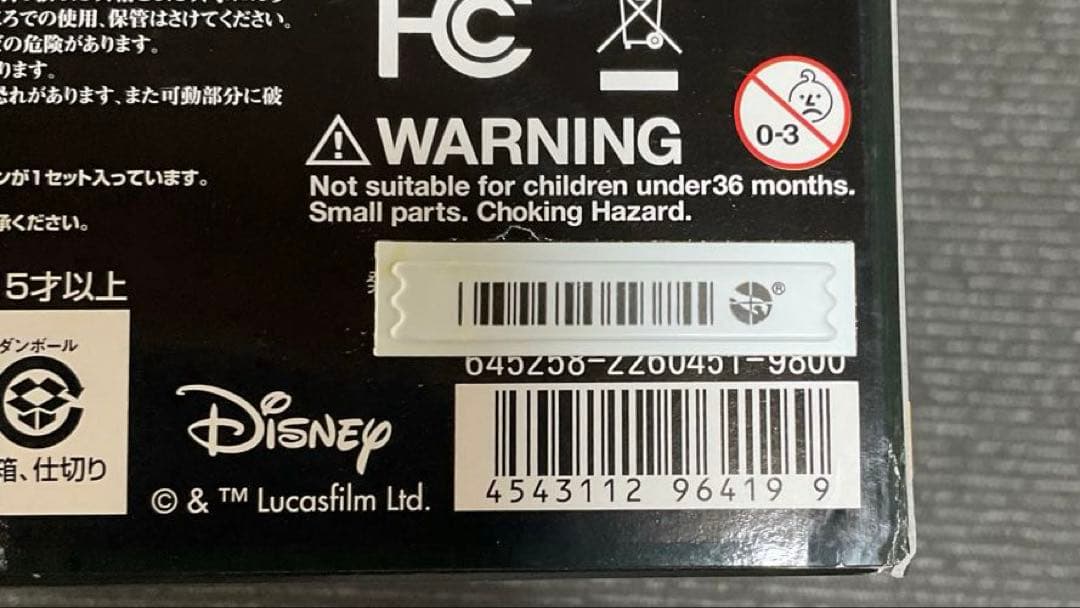 ろでの使用、保管はさけてください。
の危険があります。
ります。
恐れがあります、また可動部分に破
FC
0-3
WARNING
Not suitable for children under36 months.
Small parts. Choking Hazard.
ンが1セット入っています。
承ください。
15才以上
®
645258-2260451-9800
ダンボール
箱、仕切り
DISNEY
© & ™ Lucasfilm Ltd.
4543112 96419 9